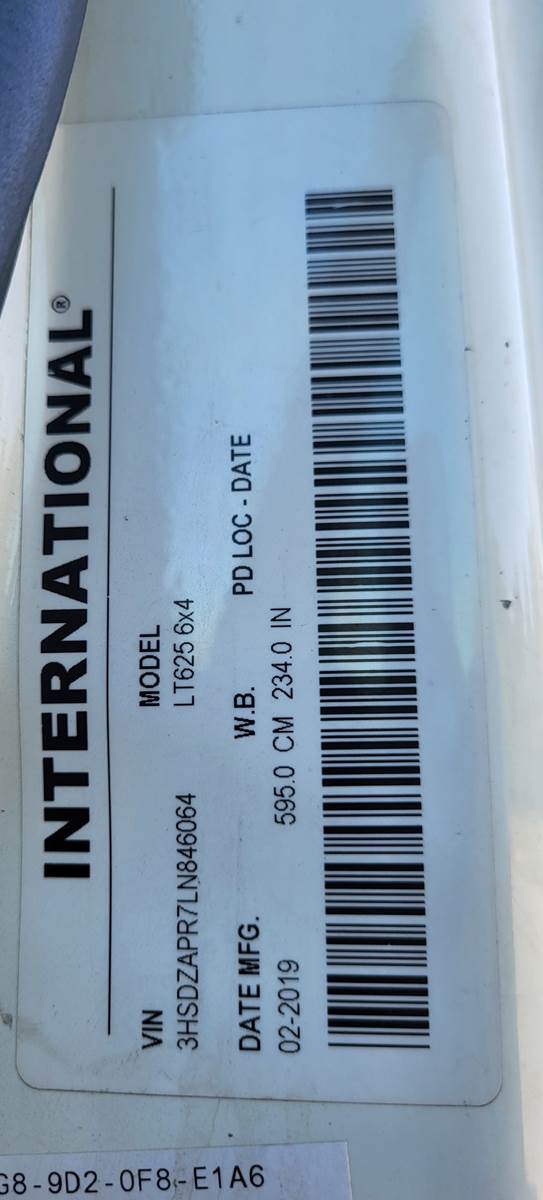 INTERNATIONAL®
VIN MODEL
3HSDZAPR7LN846064 LT625 6x4
DATE MFG. W.B. PD LOC - DATE
02-2019 595.0 CM 234.0 IN
G8-9D2-0F8-E1A6